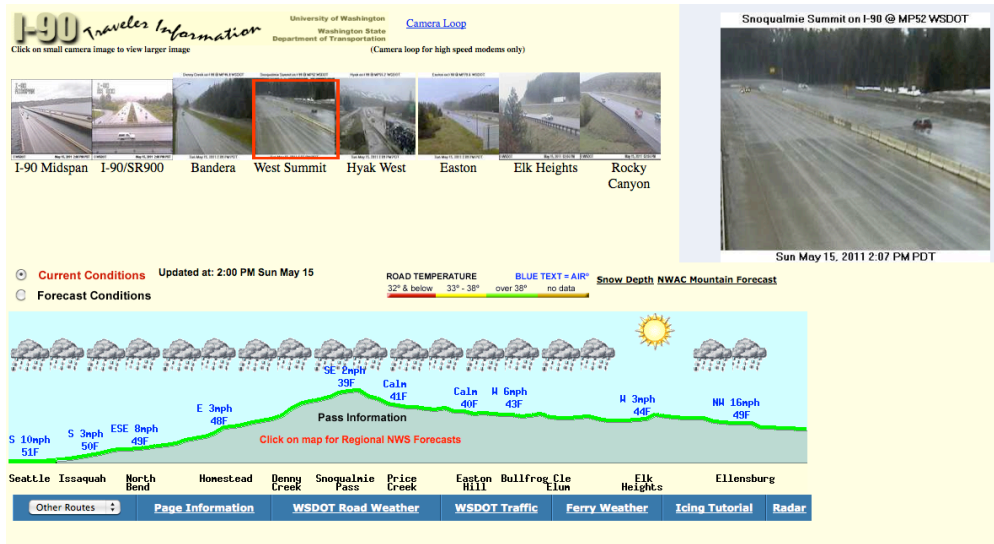 I-90 Traveler Information
University of Washington
Washington State
Department of Transportation
Camera Loop
Click on small camera image to view larger image
(Camera loop for high speed modems only)
Snoqualmie Summit on I-90 @ MP52 WSDOT
I-90 Midspan
I-90/SR900
Bandera
West Summit
Hyak West
Easton
Elk Heights
Rocky
Canyon
Sun May 15, 2011 2:07 PM PDT
Current Conditions
Updated at: 2:00 PM Sun May 15
Forecast Conditions
ROAD TEMPERATURE
BLUE TEXT = AIR°
32° & below
33° - 38°
over 38°
no data
Snow Depth
NWAC Mountain Forecast
SE 2mph
39F
Calm
41F
Calm
40F
W 6mph
43F
W 3mph
44F
NW 16mph
49F
E 3mph
48F
ESE 8mph
49F
S 3mph
50F
S 10mph
51F
Pass Information
Click on map for Regional NWS Forecasts
Seattle
Issaquah
North
Bend
Homestead
Denny
Creek
Snoqualmie
Pass
Price
Creek
Easton
Hill
Bullfrog
Cle
Elum
Elk
Heights
Ellensburg
Other Routes
Page Information
WSDOT Road Weather
WSDOT Traffic
Ferry Weather
Icing Tutorial
Radar